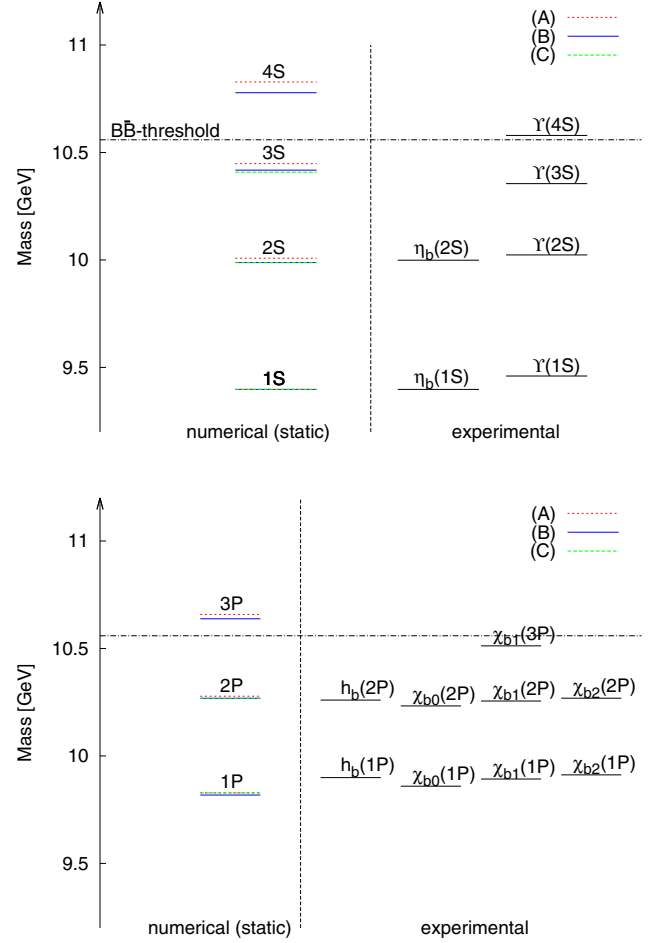 11
(A)
(B)
(C)
4S
BB̄-threshold
ϒ(4S)
10.5
3S
ϒ(3S)
Mass [GeV]
10
2S
η_b(2S)
ϒ(2S)
9.5
1S
η_b(1S)
ϒ(1S)
numerical (static)
experimental
11
(A)
(B)
(C)
3P
χ_b1(3P)
10.5
2P
h_b(2P)
χ_b0(2P)
χ_b1(2P)
χ_b2(2P)
Mass [GeV]
10
1P
h_b(1P)
χ_b0(1P)
χ_b1(1P)
χ_b2(1P)
9.5
numerical (static)
experimental